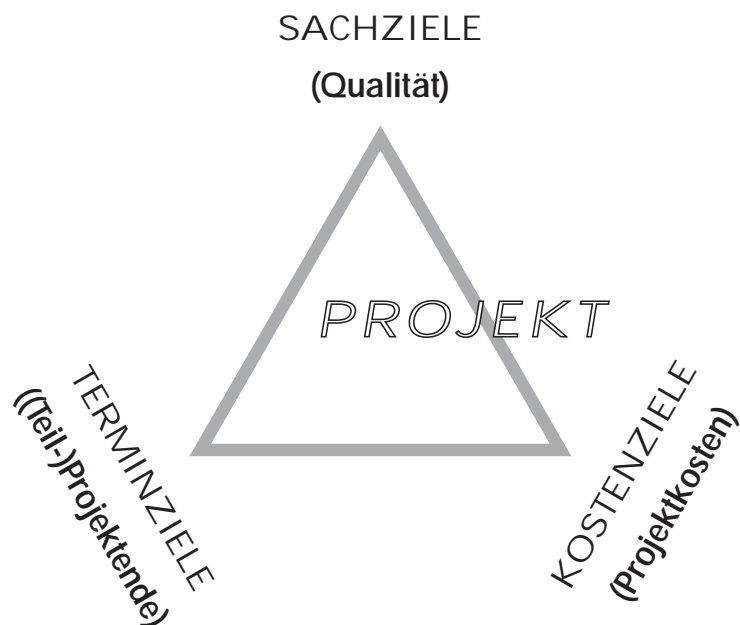 SACHZIELE
(Qualität)
PROJEKT
TERMINZIELE
((Teil-)Projektende)
KOSTENZIELE
(Projektkosten)